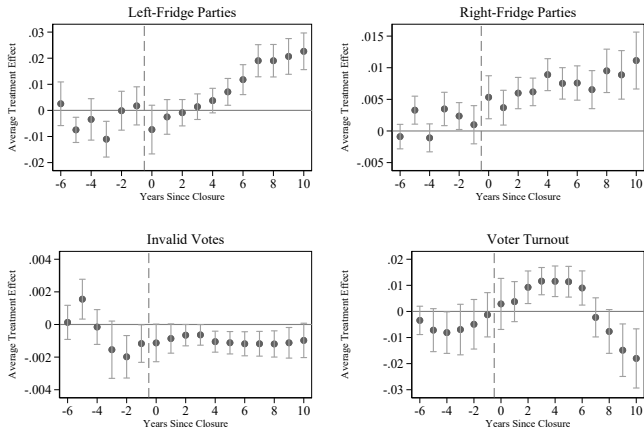 Left-Fridge Parties
Average Treatment Effect
.03
.02
.01
0
-.01
-.02
-6 -4 -2 0 2 4 6 8 10
Years Since Closure
Right-Fridge Parties
Average Treatment Effect
.015
.01
.005
0
-.005
-6 -4 -2 0 2 4 6 8 10
Years Since Closure
Invalid Votes
Average Treatment Effect
.004
.002
0
-.002
-.004
-6 -4 -2 0 2 4 6 8 10
Years Since Closure
Voter Turnout
Average Treatment Effect
.02
.01
0
-.01
-.02
-.03
-6 -4 -2 0 2 4 6 8 10
Years Since Closure